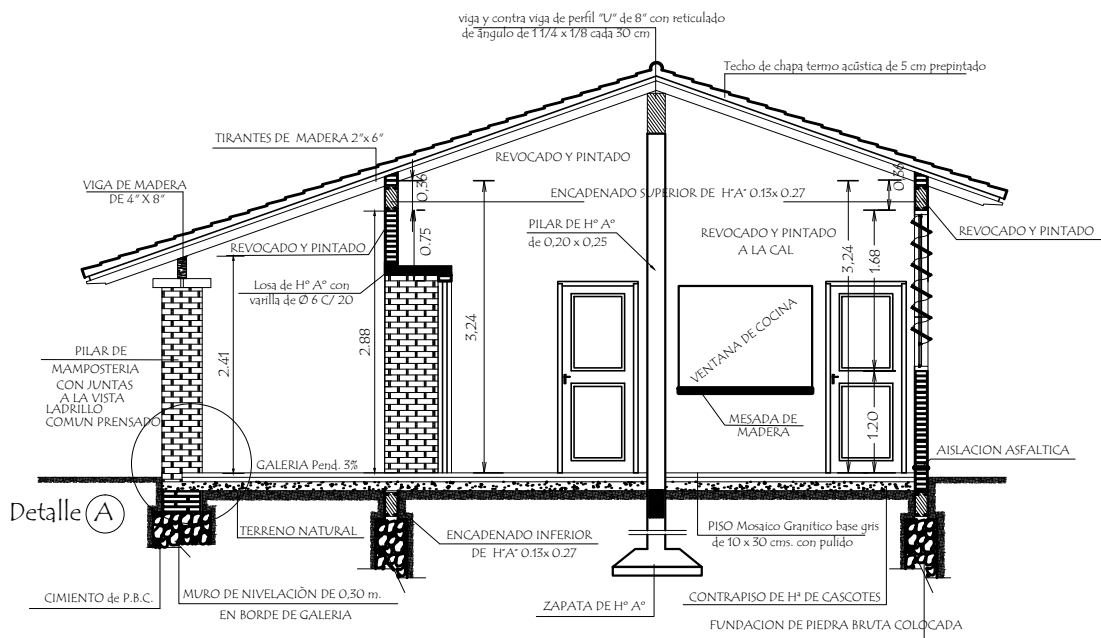 viga y contra viga de perfil "U" de 8" con reticulado
de ángulo de 1 1/4 x 1/8 cada 30 cm
Techo de chapa termo acústica de 5 cm prepintado
TIRANTES DE MADERA 2"x 6"
REVOCADO Y PINTADO
VIGA DE MADERA
DE 4" X 8"
0,36
ENCADENADO SUPERIOR DE H°A° 0.13x 0.27
0.36
PILAR DE H° A°
de 0,20 x 0,25
REVOCADO Y PINTADO
A LA CAL
REVOCADO Y PINTADO
REVOCADO Y PINTADO
0.75
Losa de H° A° con
varilla de Ø 6 C/ 20
3,24
1.68
2.41
2.88
3,24
VENTANA DE COCINA
PILAR DE
MAMPOSTERIA
CON JUNTAS
A LA VISTA
LADRILLO
COMUN PRENSADO
MESADA DE
MADERA
1.20
AISLACION ASFALTICA
GALERIA Pend. 3%
Detalle A
TERRENO NATURAL
ENCADENADO INFERIOR
DE H°A° 0.13x 0.27
PISO Mosaico Granitico base gris
de 10 x 30 cms. con pulido
CIMIENTO de P.B.C.
MURO DE NIVELACIÒN DE 0,30 m.
EN BORDE DE GALERIA
ZAPATA DE H° A°
CONTRAPISO DE Hª DE CASCOTES
FUNDACION DE PIEDRA BRUTA COLOCADA